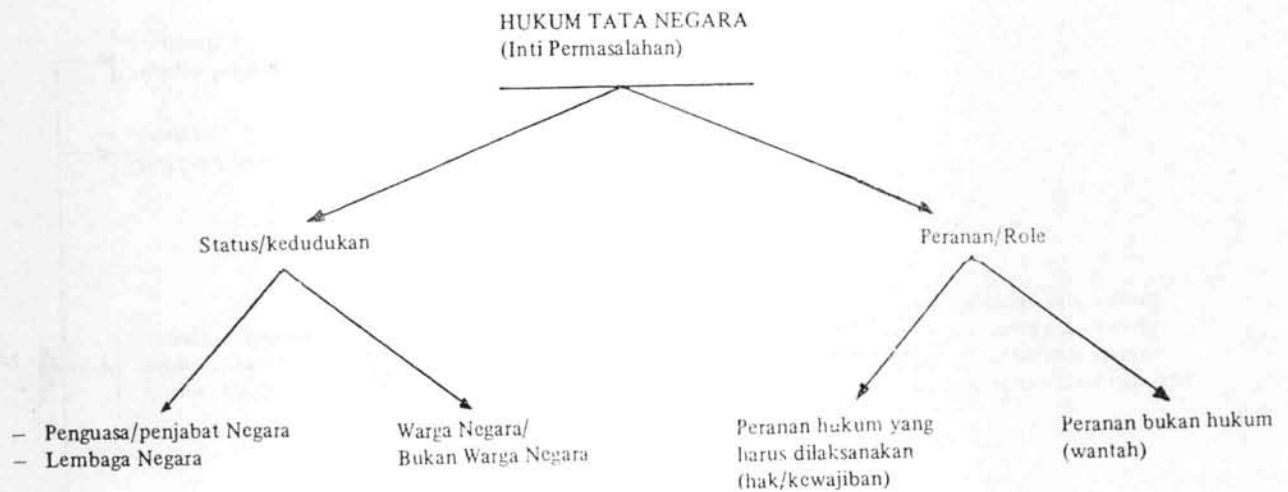 HUKUM TATA NEGARA
(Inti Permasalahan)
Status/kedudukan
Peranan/Role
– Penguasa/penjabat Negara
– Lembaga Negara
Warga Negara/
Bukan Warga Negara
Peranan hukum yang
harus dilaksanakan
(hak/kewajiban)
Peranan bukan hukum
(wantah)